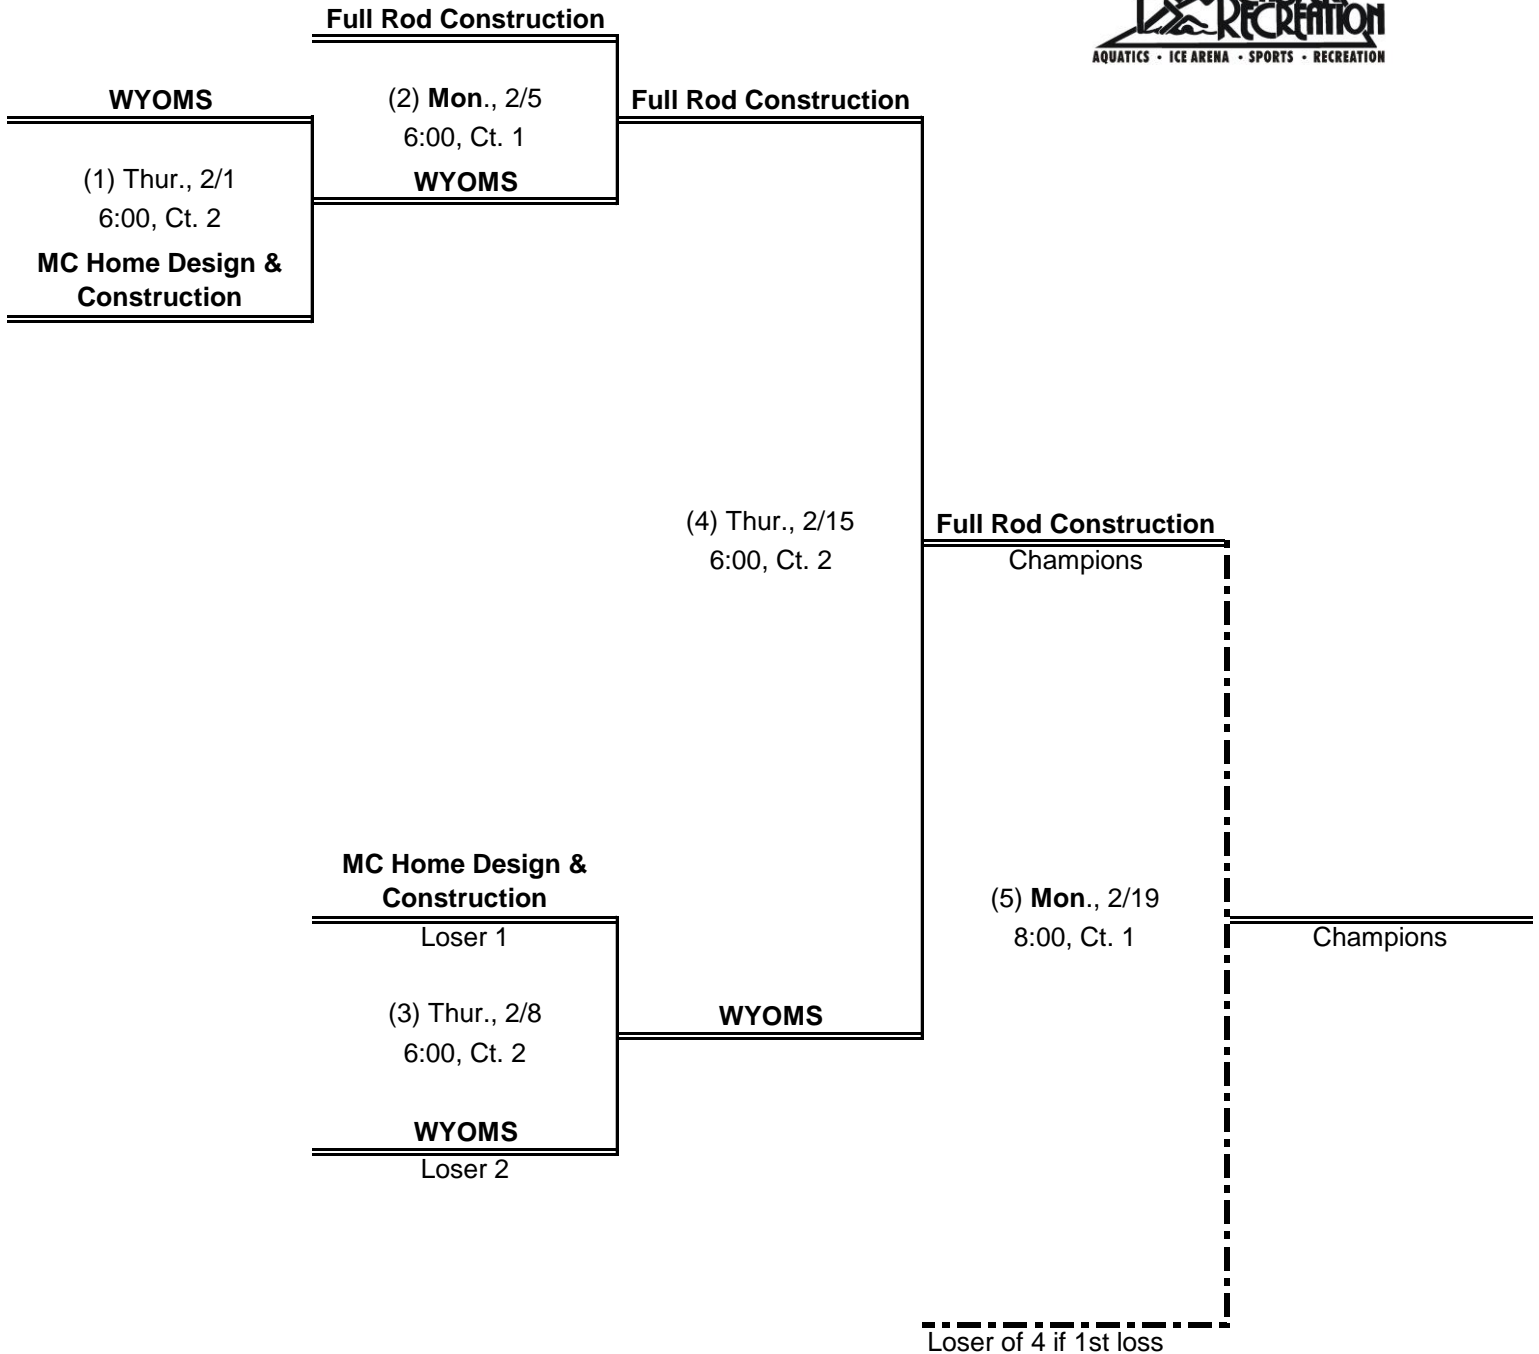 Full Rod Construction
RECREATION
AQUATICS • ICE ARENA • SPORTS • RECREATION
WYOMS
(2) Mon., 2/5
Full Rod Construction
6:00, Ct. 1
(1) Thur., 2/1
WYOMS
6:00, Ct. 2
MC Home Design &
Construction
(4) Thur., 2/15
Full Rod Construction
6:00, Ct. 2
Champions
MC Home Design &
Construction
(5) Mon., 2/19
Loser 1
8:00, Ct. 1
Champions
(3) Thur., 2/8
WYOMS
6:00, Ct. 2
WYOMS
Loser 2
Loser of 4 if 1st loss